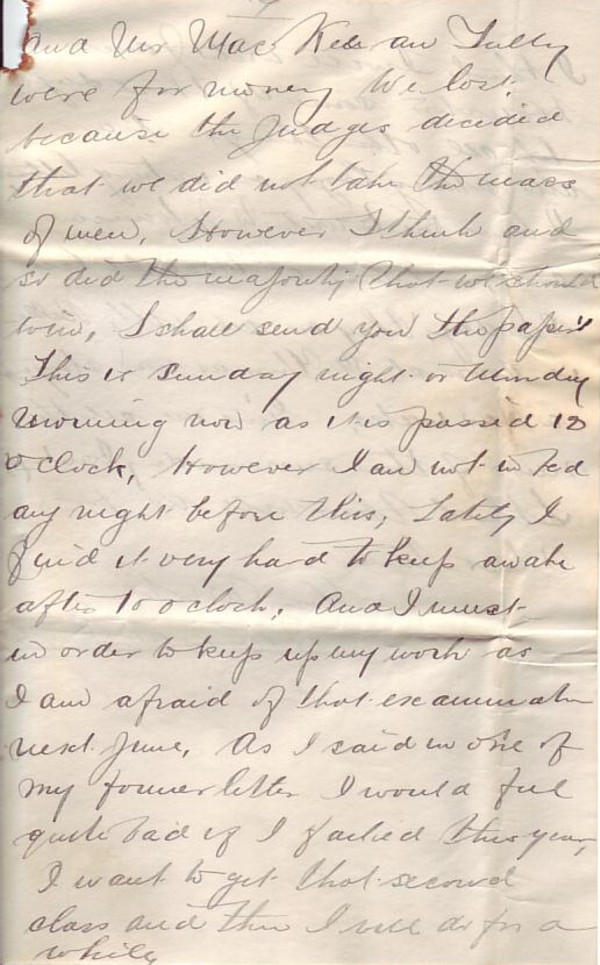 and Mr Mac Kee an Tully
were for money We lost,
because the Judges decided
that we did not take the mass
of men, However I think and
so did the majority that we should
win, I shall send you the papers
This is Sunday night or Monday
morning now as it is passed 12
o'clock, However I am not in bed
any night before this, Lately I
find it very hard to keep awake
after 10 oclock, And I must
in order to keep up my work as
I am afraid of that examination
next June, As I said in one of
my former letter I would feel
quite bad if I failed this year,
I want to get that second
class and then I will do for a
while